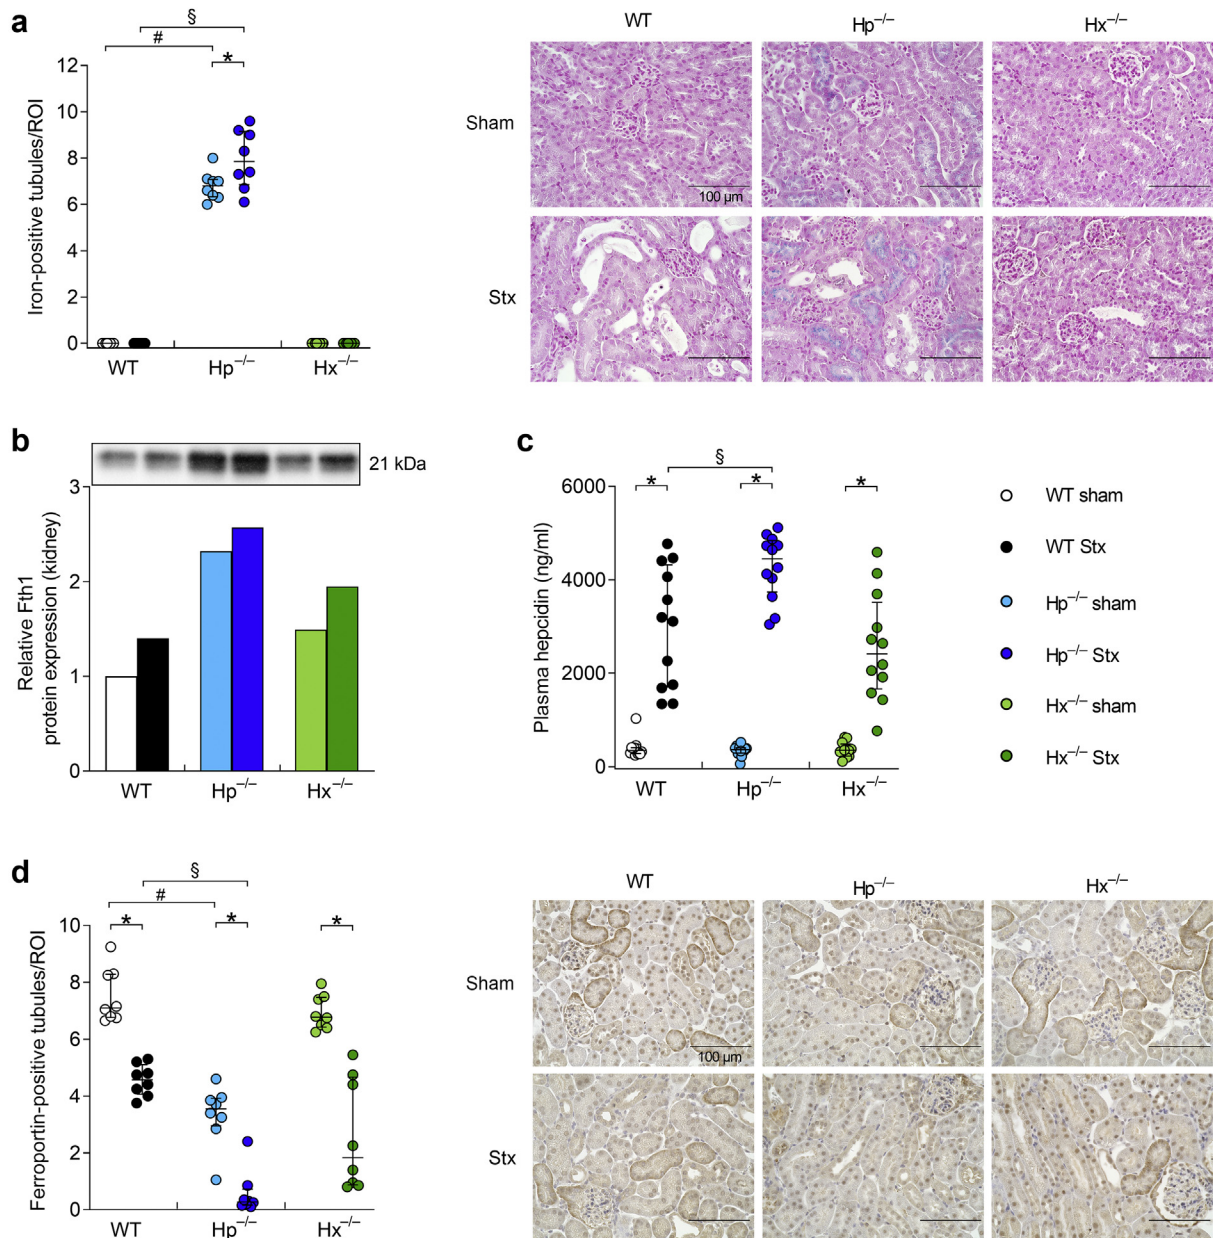 a
§
#
*
12
10
8
6
4
2
0
Iron-positive tubules/ROI
WT
Hp−/−
Hx−/−
WT
Hp−/−
Hx−/−
Sham
100 µm
Stx
b
21 kDa
3
2
1
0
Relative Fth1
protein expression (kidney)
WT
Hp−/−
Hx−/−
c
§
* * *
6000
4000
2000
0
Plasma hepcidin (ng/ml)
WT
Hp−/−
Hx−/−
WT sham
WT Stx
Hp−/− sham
Hp−/− Stx
Hx−/− sham
Hx−/− Stx
d
§
#
* * *
10
8
6
4
2
0
Ferroportin-positive tubules/ROI
WT
Hp−/−
Hx−/−
WT
Hp−/−
Hx−/−
Sham
100 µm
Stx